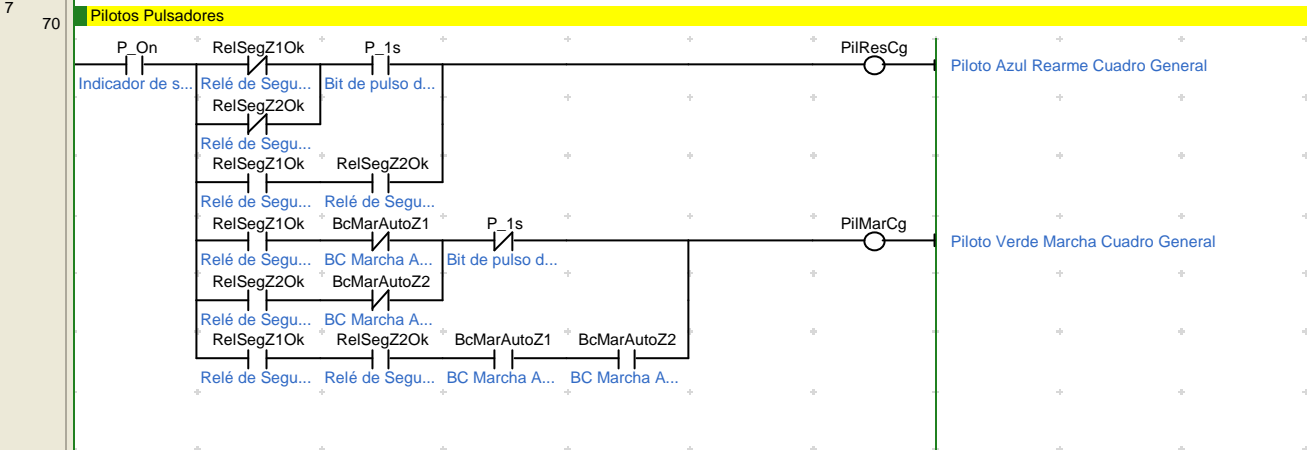 7
70
Pilotos Pulsadores
P_On RelSegZ1Ok P_1s PilResCg
Indicador de s... Relé de Segu... Bit de pulso d... Piloto Azul Rearme Cuadro General
RelSegZ2Ok
Relé de Segu...
RelSegZ1Ok RelSegZ2Ok
Relé de Segu... Relé de Segu...
RelSegZ1Ok BcMarAutoZ1 P_1s PilMarCg
Relé de Segu... BC Marcha A... Bit de pulso d... Piloto Verde Marcha Cuadro General
RelSegZ2Ok BcMarAutoZ2
Relé de Segu... BC Marcha A...
RelSegZ1Ok RelSegZ2Ok BcMarAutoZ1 BcMarAutoZ2
Relé de Segu... Relé de Segu... BC Marcha A... BC Marcha A...